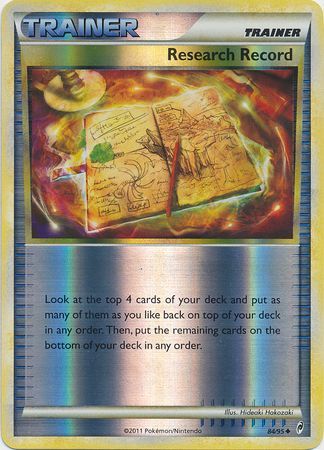 TRAINER
TRAINER
Research Record
Look at the top 4 cards of your deck and put as
many of them as you like back on top of your deck
in any order. Then, put the remaining cards on the
bottom of your deck in any order.
Illus. Hideaki Hakozaki
©2011 Pokémon/Nintendo
84/95